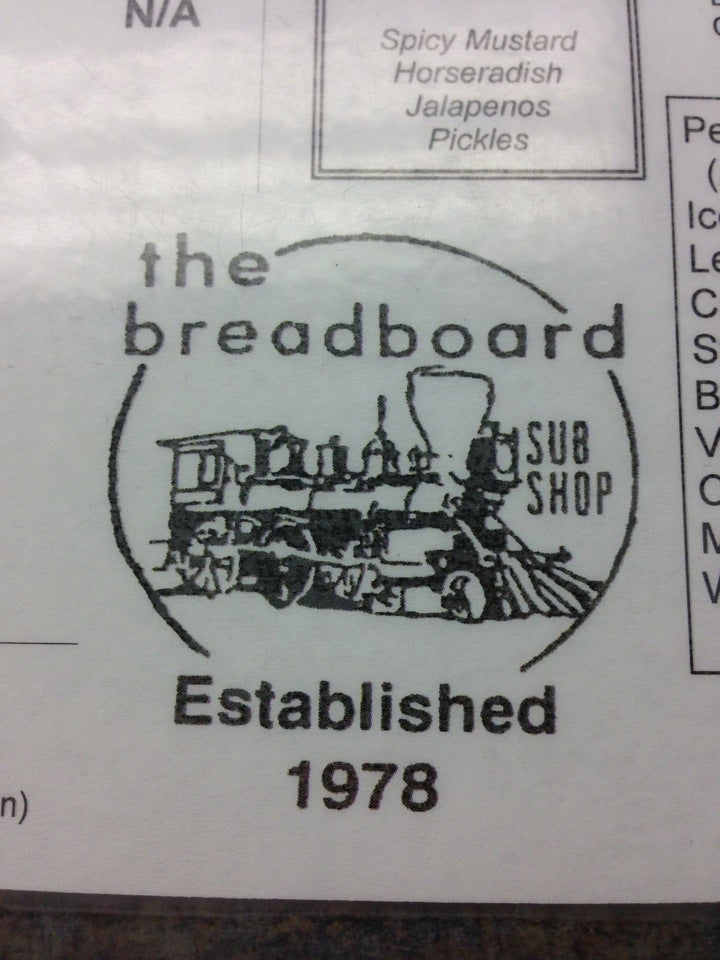 N/A
Spicy Mustard
Horseradish
Jalapenos
Pickles
the
breadboard
SUB
SHOP
Established
1978